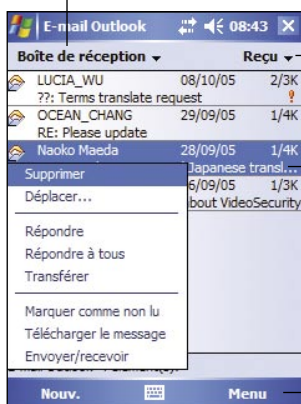 E-mail Outlook 08:43
Boîte de réception Reçu
LUCIA_WU 08/10/05 2/3K
??: Terms translate request
OCEAN_CHANG 29/09/05 1/4K
RE: Please update
Naoko Maeda 28/09/05 1/4K
Japanese transl...
Supprimer
6/09/05 1/3K
Déplacer...
bout VideoSecurity
Répondre
Répondre à tous
Transférer
Marquer comme non lu
Télécharger le message
Envoyer/recevoir
Nouv. Menu